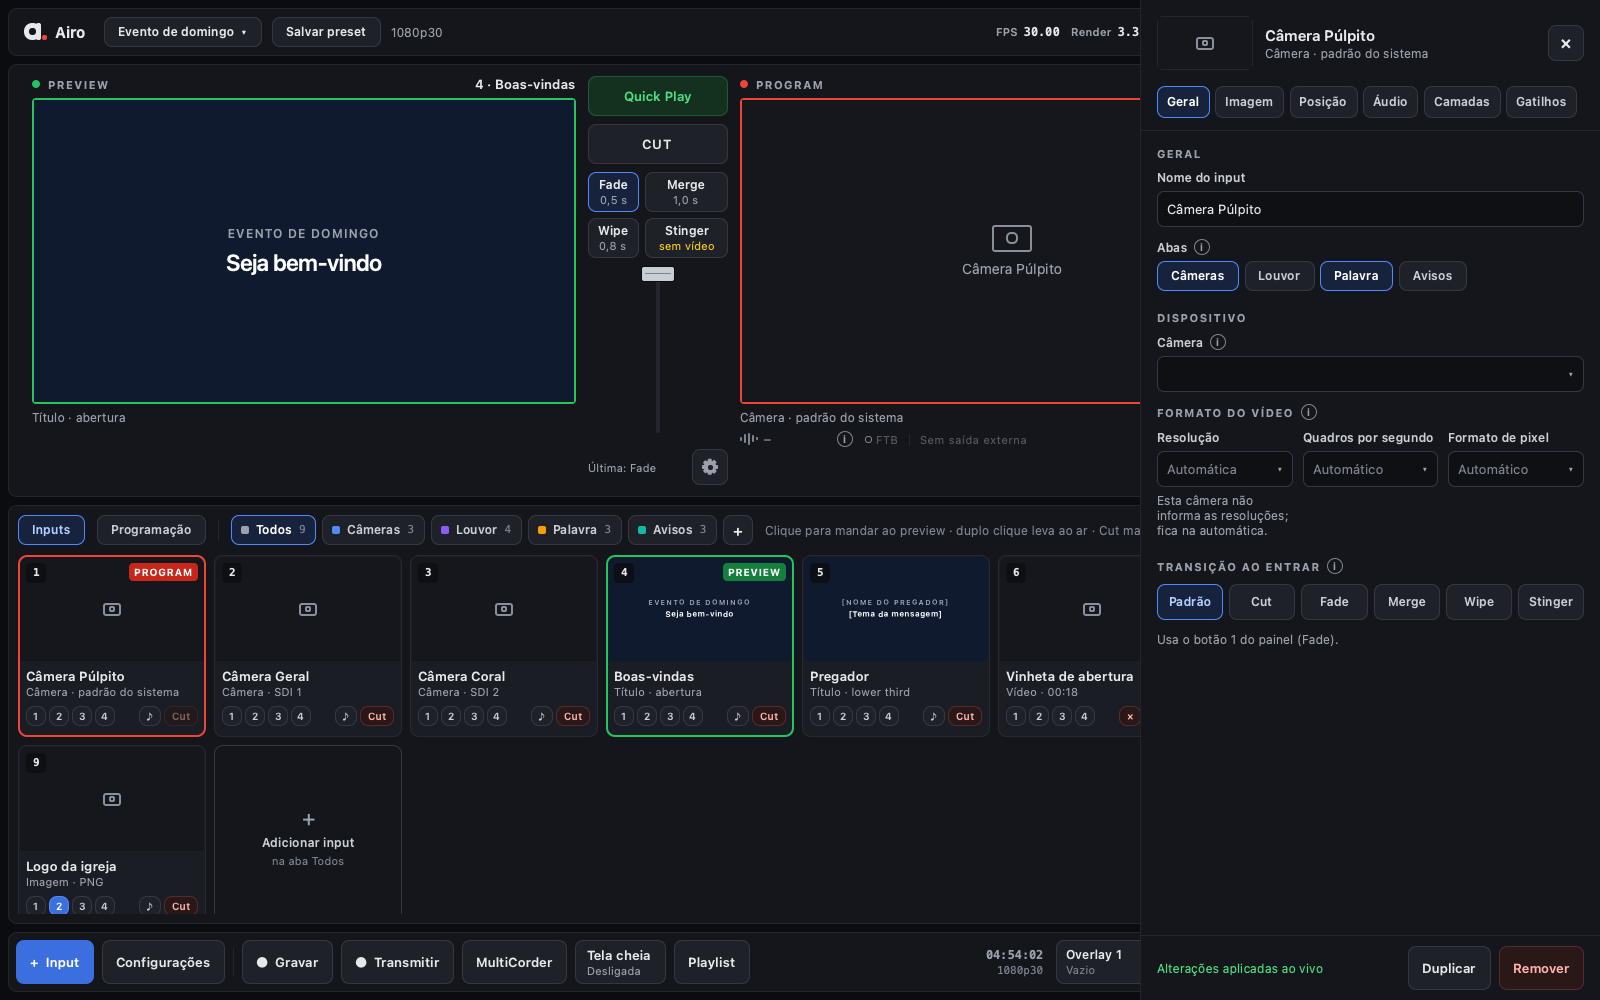 a. Airo
Evento de domingo
Salvar preset
1080p30
FPS 30.00 Render 3.3
PREVIEW
4 · Boas-vindas
EVENTO DE DOMINGO
Seja bem-vindo
Título · abertura
Quick Play
CUT
Fade
0,5 s
Merge
1,0 s
Wipe
0,8 s
Stinger
sem vídeo
Última: Fade
PROGRAM
Câmera Púlpito
Câmera · padrão do sistema
–
i
FTB
Sem saída externa
Inputs
Programação
Todos 9
Câmeras 3
Louvor 4
Palavra 3
Avisos 3
+
Clique para mandar ao preview · duplo clique leva ao ar · Cut ma
1
PROGRAM
Câmera Púlpito
Câmera · padrão do sistema
1 2 3 4 ♪ Cut
2
Câmera Geral
Câmera · SDI 1
1 2 3 4 ♪ Cut
3
Câmera Coral
Câmera · SDI 2
1 2 3 4 ♪ Cut
4
PREVIEW
EVENTO DE DOMINGO
Seja bem-vindo
Boas-vindas
Título · abertura
1 2 3 4 ♪ Cut
5
[NOME DO PREGADOR]
[Tema da mensagem]
Pregador
Título · lower third
1 2 3 4 ♪ Cut
6
Vinheta de abertura
Vídeo · 00:18
1 2 3 4 ×
9
Logo da igreja
Imagem · PNG
1 2 3 4 ♪ Cut
+
Adicionar input
na aba Todos
+ Input
Configurações
Gravar
Transmitir
MultiCorder
Tela cheia
Desligada
Playlist
04:54:02
1080p30
Overlay 1
Vazio
Câmera Púlpito
Câmera · padrão do sistema
×
Geral
Imagem
Posição
Áudio
Camadas
Gatilhos
GERAL
Nome do input
Câmera Púlpito
Abas i
Câmeras
Louvor
Palavra
Avisos
DISPOSITIVO
Câmera i
FORMATO DO VÍDEO i
Resolução
Quadros por segundo
Formato de pixel
Automática
Automático
Automático
Esta câmera não
informa as resoluções;
fica na automática.
TRANSIÇÃO AO ENTRAR i
Padrão
Cut
Fade
Merge
Wipe
Stinger
Usa o botão 1 do painel (Fade).
Alterações aplicadas ao vivo
Duplicar
Remover